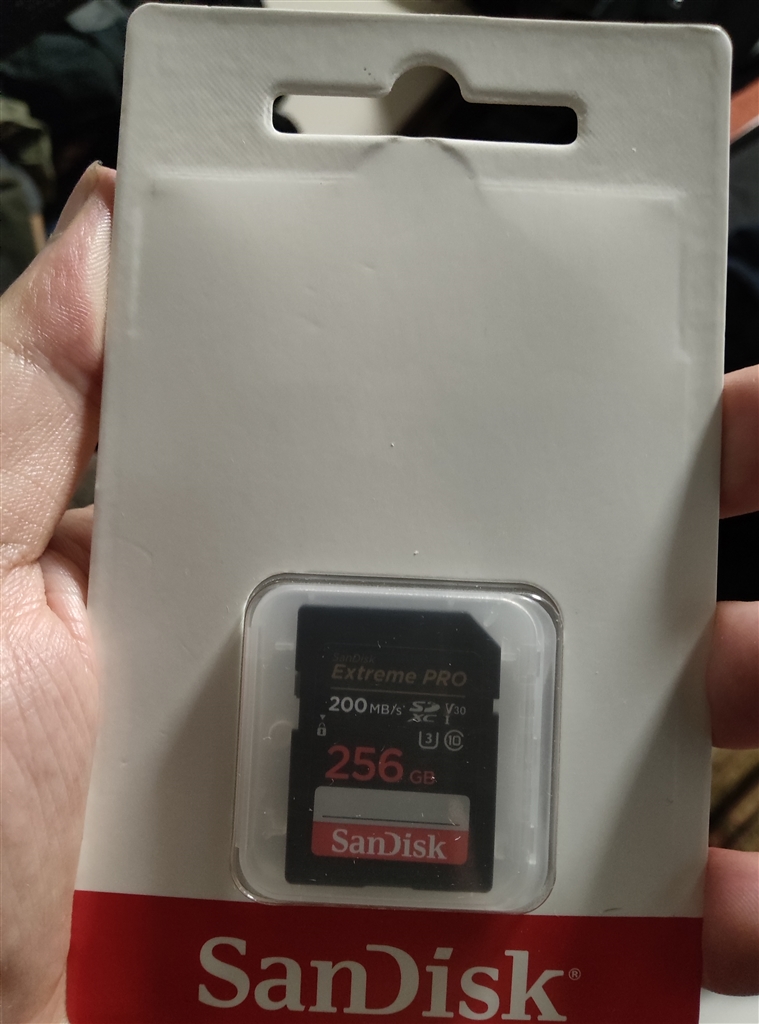 SanDisk
Extreme PRO
200 MB/s* SD XC V30 I
3 10
256 GB
SanDisk
SanDisk®